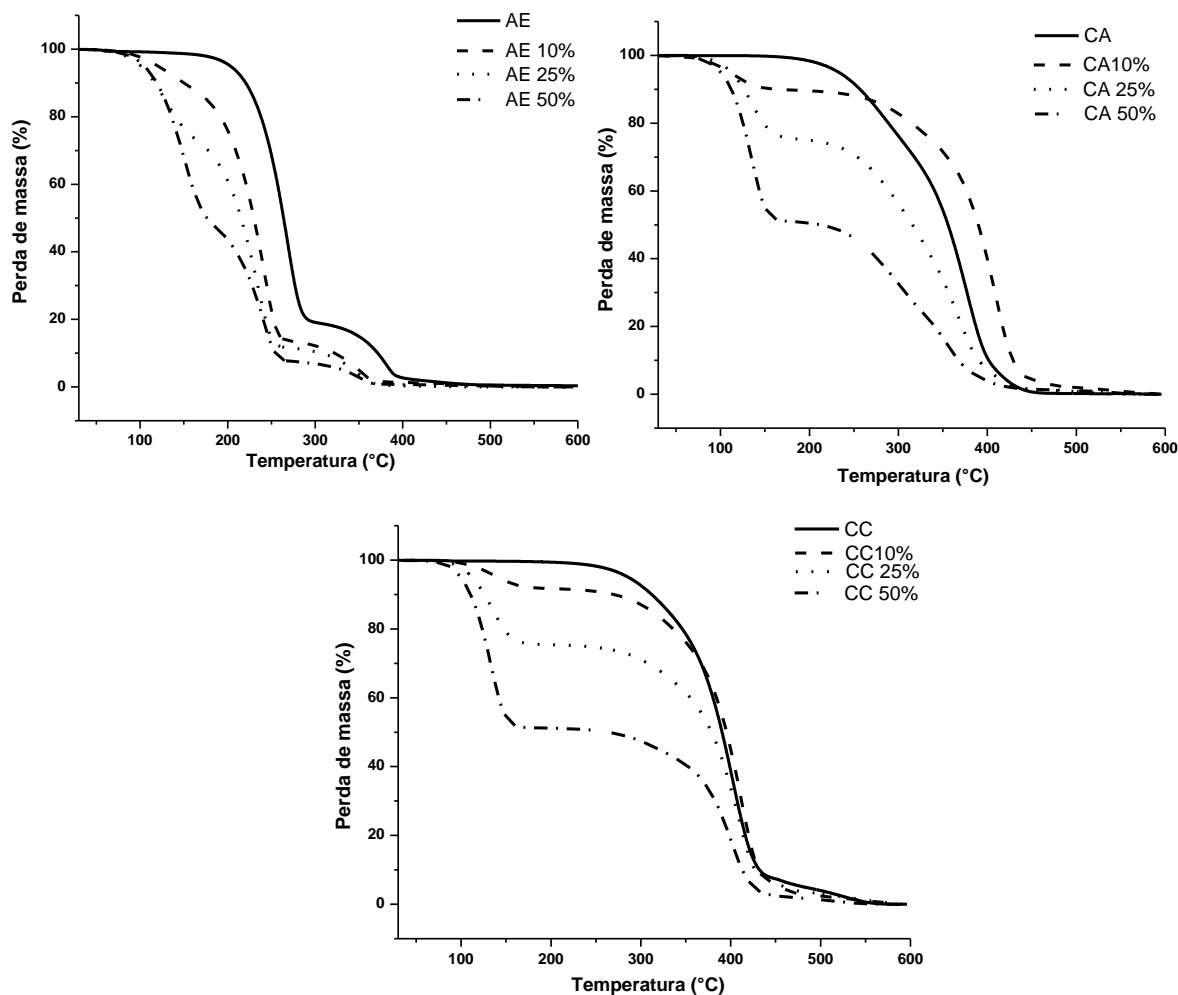 AE
AE 10%
AE 25%
AE 50%
100
80
60
40
20
0
Perda de massa (%)
100 200 300 400 500 600
Temperatura (°C)
CA
CA10%
CA 25%
CA 50%
100
80
60
40
20
0
Perda de massa (%)
100 200 300 400 500 600
Temperatura (°C)
CC
CC10%
CC 25%
CC 50%
100
80
60
40
20
0
Perda de massa (%)
100 200 300 400 500 600
Temperatura (°C)